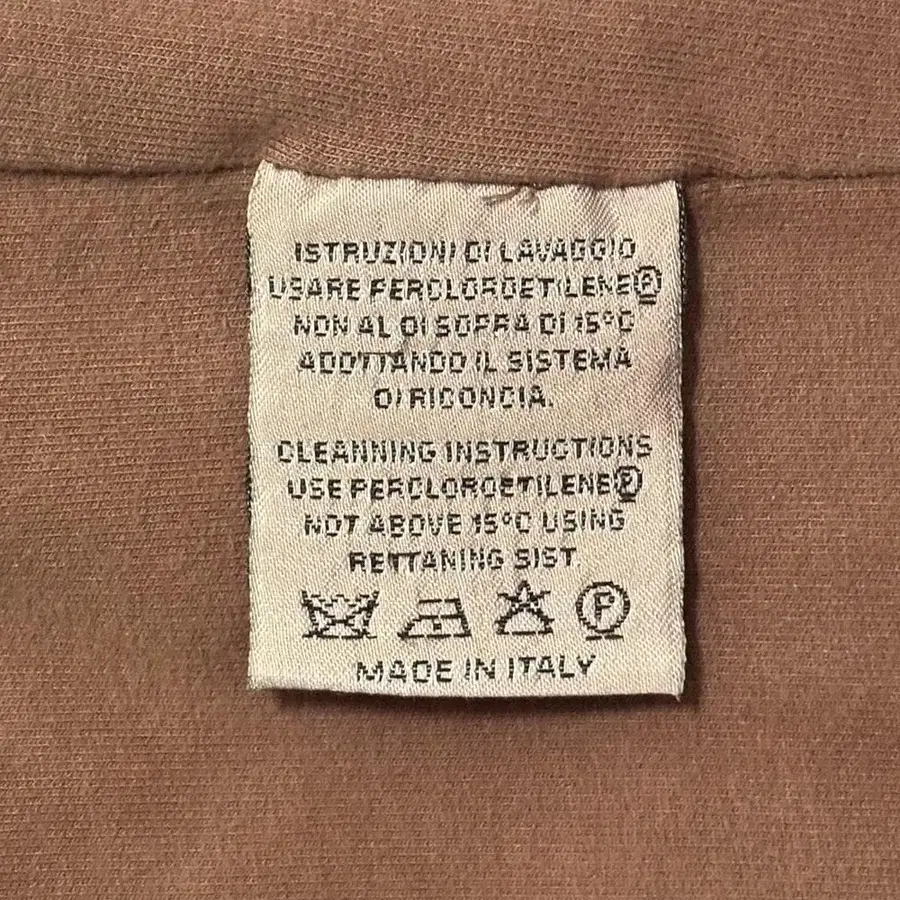 ISTRUZIONI DI LAVAGGIO
USARE PERCLOROETILENE Ⓟ
NON AL DI SOPRA DI 15°C
ADOTTANDO IL SISTEMA
DI RICONCIA.
CLEANNING INSTRUCTIONS
USE PERCLOROETILENE Ⓟ
NOT ABOVE 15°C USING
RETTANING SIST.
P
MADE IN ITALY